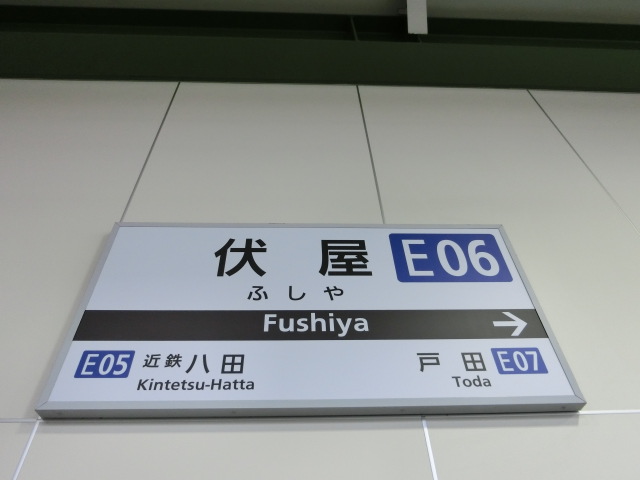 伏屋 E06
ふしや
Fushiya →
E05 近鉄八田 戸田 E07
Kintetsu-Hatta Toda